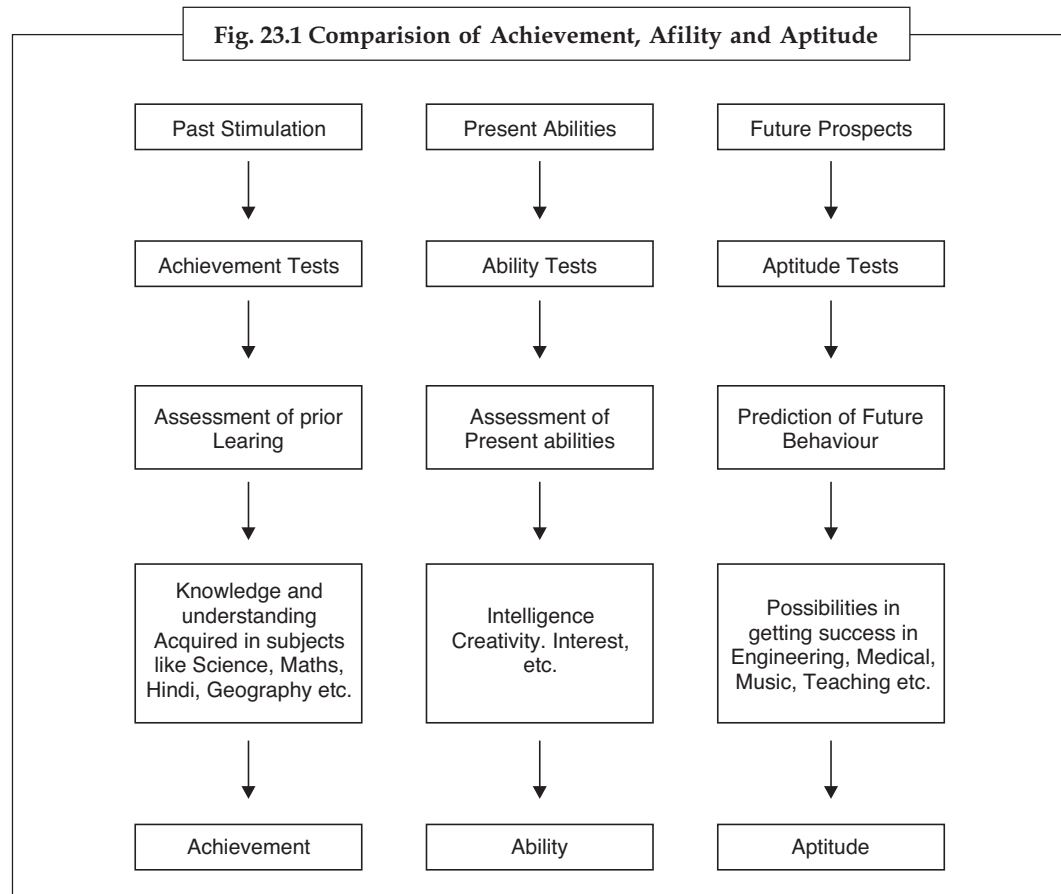 Fig. 23.1 Comparision of Achievement, Afility and Aptitude
Past Stimulation
Present Abilities
Future Prospects
Achievement Tests
Ability Tests
Aptitude Tests
Assessment of prior
Learing
Assessment of
Present abilities
Prediction of Future
Behaviour
Knowledge and
understanding
Acquired in subjects
like Science, Maths,
Hindi, Geography etc.
Intelligence
Creativity. Interest,
etc.
Possibilities in
getting success in
Engineering, Medical,
Music, Teaching etc.
Achievement
Ability
Aptitude